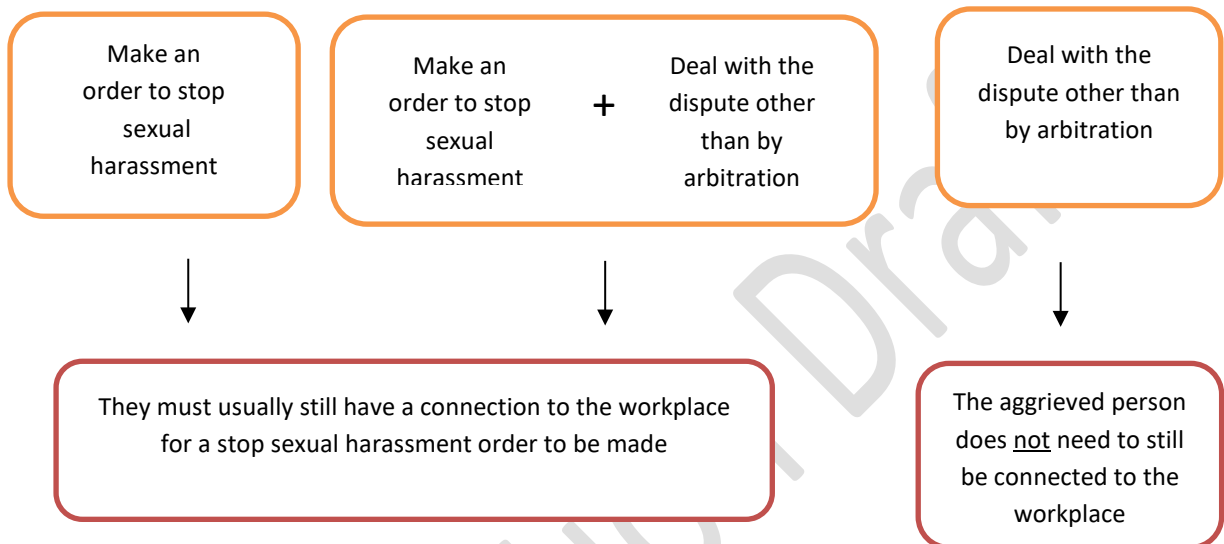 Make an
order to stop
sexual
harassment
Make an
order to stop
sexual
harassment
+
Deal with the
dispute other
than by
arbitration
Deal with the
dispute other than
by arbitration
They must usually still have a connection to the workplace
for a stop sexual harassment order to be made
The aggrieved person
does not need to still
be connected to the
workplace